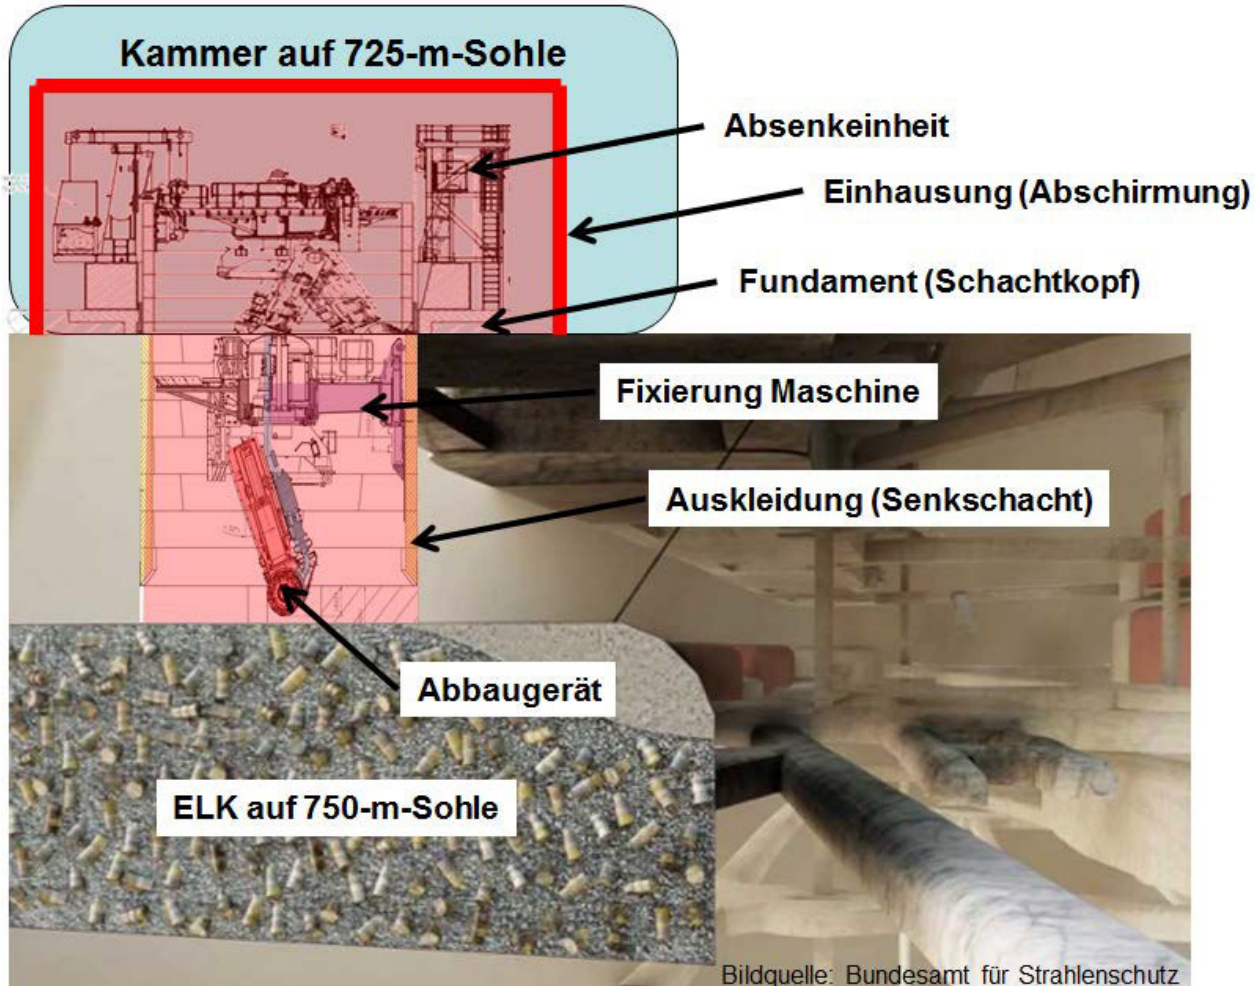 Kammer auf 725-m-Sohle
Absenkeinheit
Einhausung (Abschirmung)
Fundament (Schachtkopf)
Fixierung Maschine
Auskleidung (Senkschacht)
Abbaugerät
ELK auf 750-m-Sohle
Bildquelle: Bundesamt für Strahlenschutz